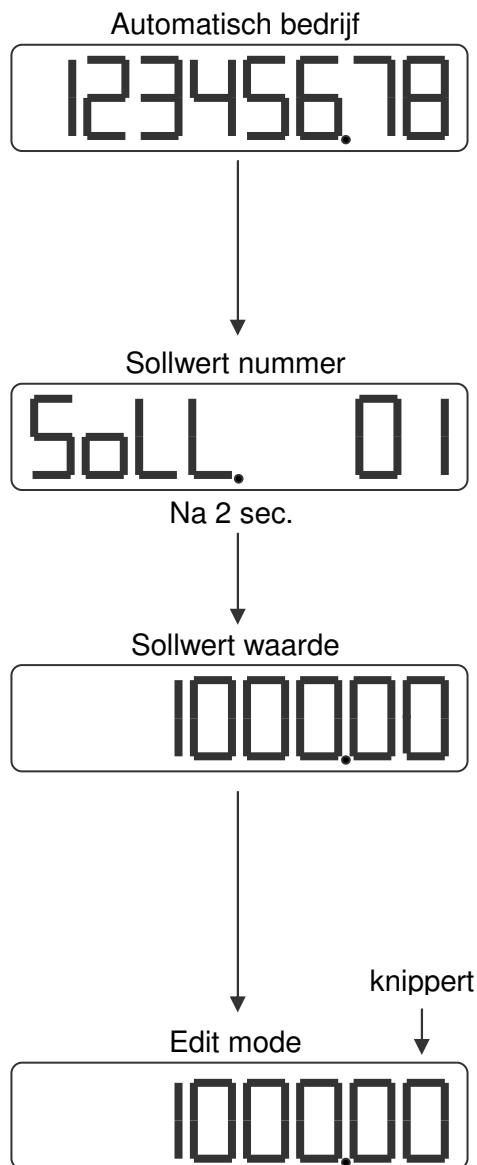 Automatisch bedrijf
123456.78
Sollwert nummer
SoLL. 01
Na 2 sec.
Sollwert waarde
1000.00
knippert
Edit mode
1000.00